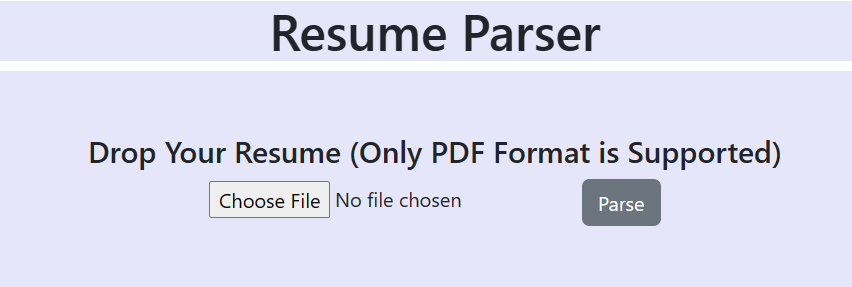 Resume Parser
Drop Your Resume (Only PDF Format is Supported)
Choose File No file chosen Parse